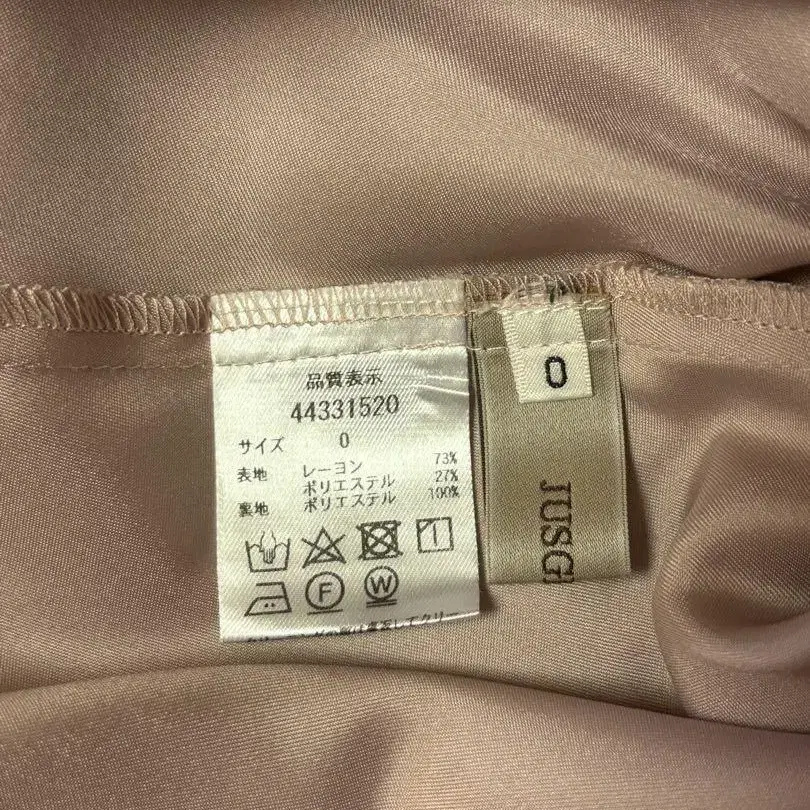 品質表示
44331520
サイズ 0
表地 レーヨン 73%
ポリエステル 27%
裏地 ポリエステル 100%
F W
0
JUSG